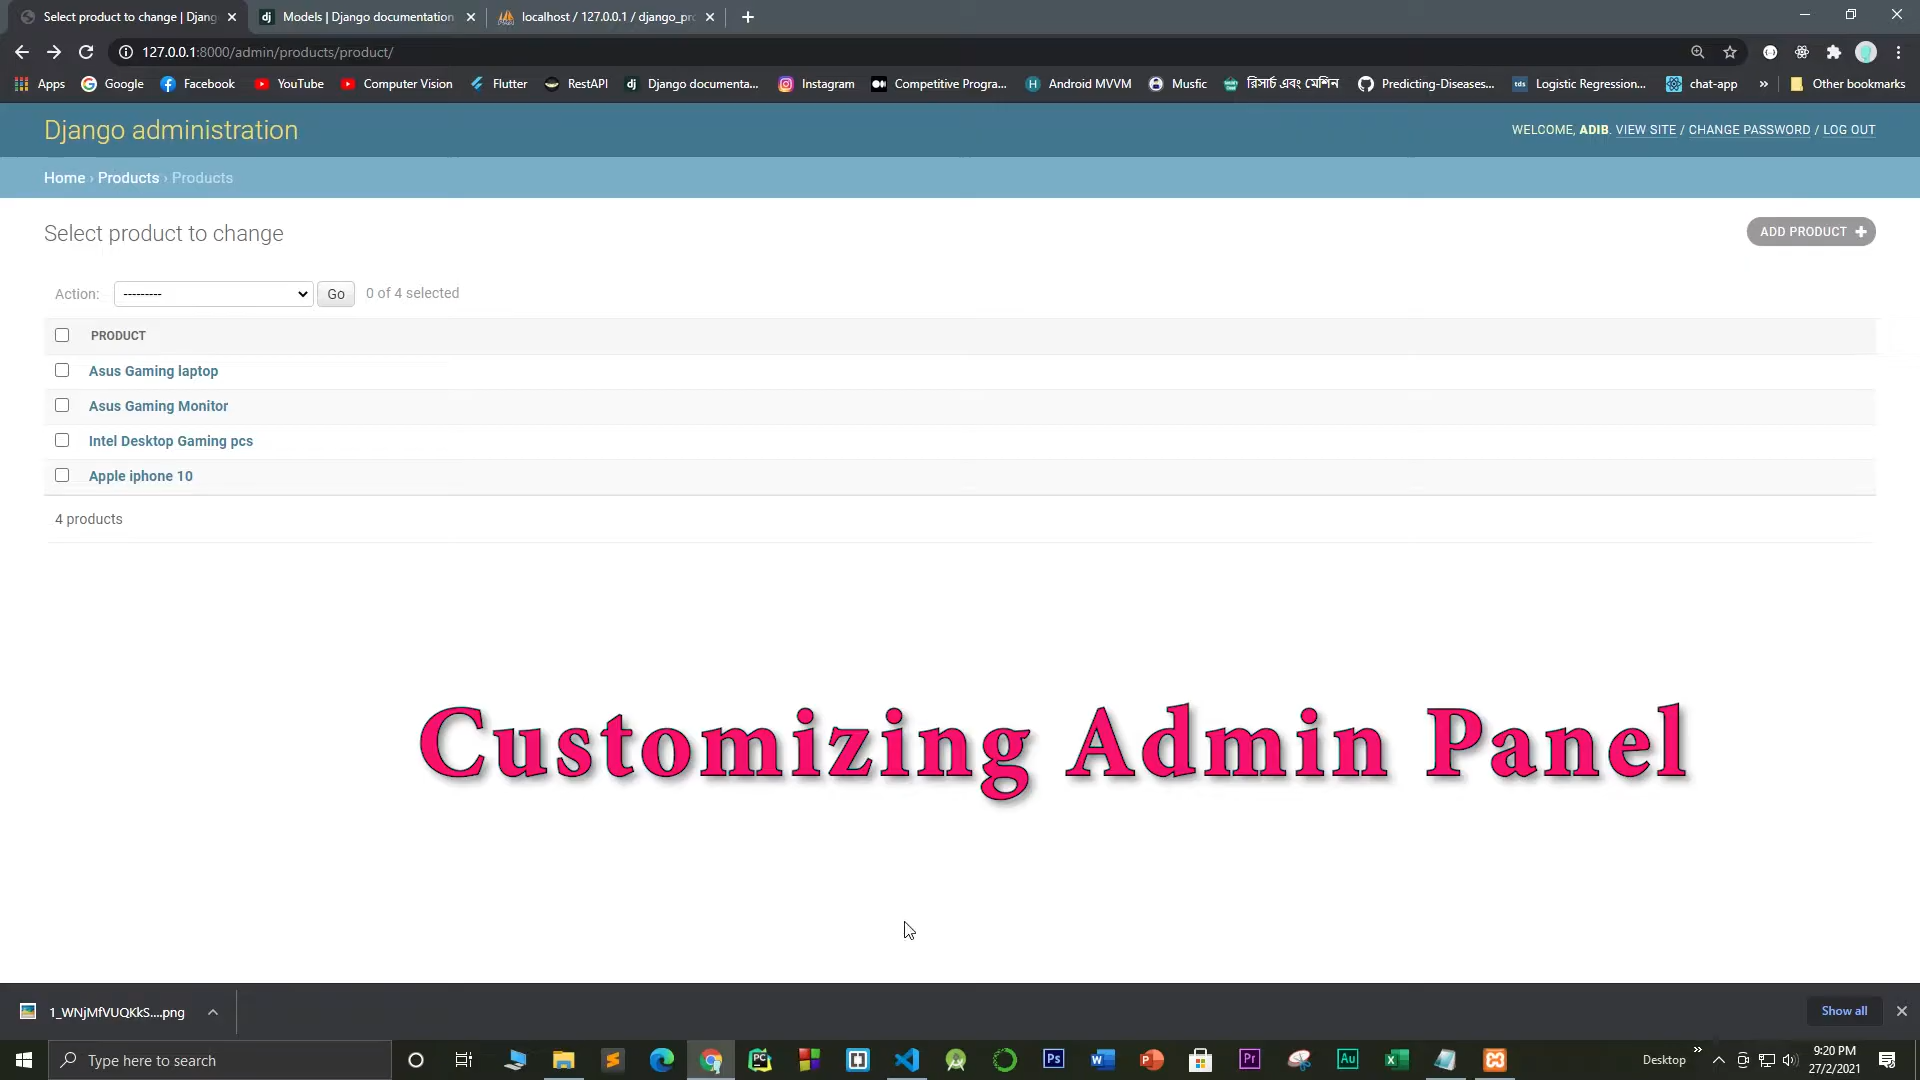 Select product to change | Djang
Models | Django documentation
localhost / 127.0.0.1 / django_pr
127.0.0.1:8000/admin/products/product/
Apps
Google
Facebook
YouTube
Computer Vision
Flutter
RestAPI
Django documenta...
Instagram
Competitive Progra...
Android MVVM
Musfic
রিসার্চ এবং মেশিন
Predicting-Diseases...
Logistic Regression...
chat-app
»
Other bookmarks
Django administration
WELCOME, ADIB. VIEW SITE / CHANGE PASSWORD / LOG OUT
Home › Products › Products
Select product to change
ADD PRODUCT +
Action: --------- Go 0 of 4 selected
PRODUCT
Asus Gaming laptop
Asus Gaming Monitor
Intel Desktop Gaming pcs
Apple iphone 10
4 products
Customizing Admin Panel
1_WNjMfVUQKkS....png
Show all
Type here to search
Desktop »
9:20 PM
27/2/2021